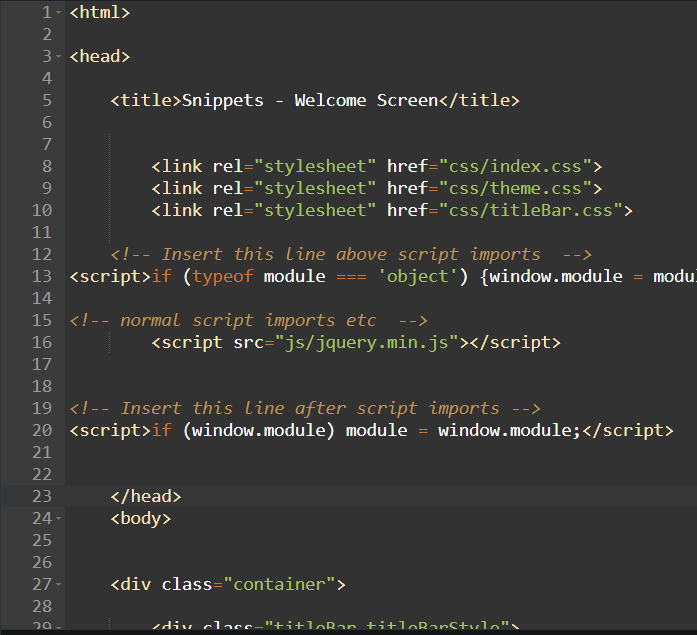 1 <html>
2
3 <head>
4
5 <title>Snippets - Welcome Screen</title>
6
7
8 <link rel="stylesheet" href="css/index.css">
9 <link rel="stylesheet" href="css/theme.css">
10 <link rel="stylesheet" href="css/titleBar.css">
11
12 <!-- Insert this line above script imports  -->
13 <script>if (typeof module === 'object') {window.module = modul
14
15 <!-- normal script imports etc  -->
16 <script src="js/jquery.min.js"></script>
17
18
19 <!-- Insert this line after script imports -->
20 <script>if (window.module) module = window.module;</script>
21
22
23 </head>
24 <body>
25
26
27 <div class="container">
28
29 <div class="titleBar titleBarStyle">